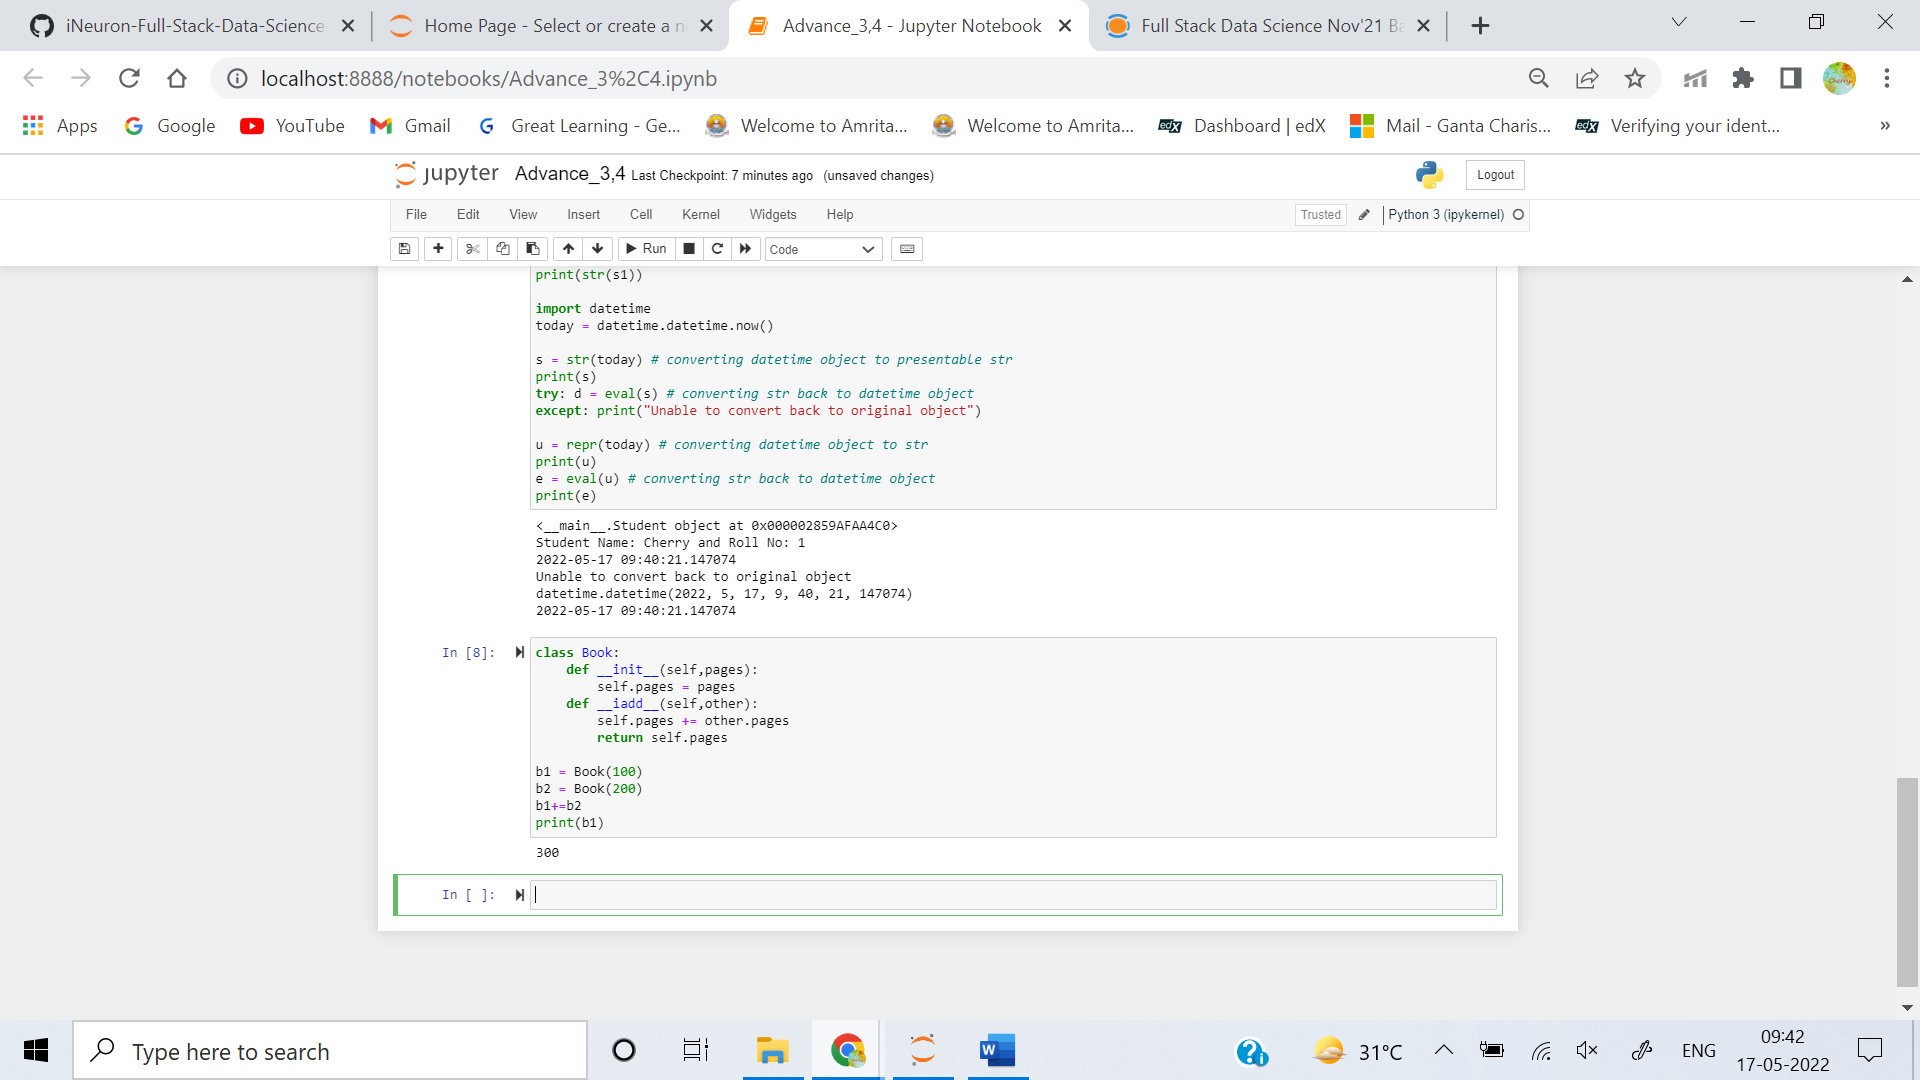 iNeuron-Full-Stack-Data-Science
Home Page - Select or create a n
Advance_3,4 - Jupyter Notebook
Full Stack Data Science Nov'21 Ba
localhost:8888/notebooks/Advance_3%2C4.ipynb
Apps
Google
YouTube
Gmail
Great Learning - Ge...
Welcome to Amrita...
Welcome to Amrita...
edX Dashboard | edX
Mail - Ganta Charis...
edX Verifying your ident...
»
jupyter Advance_3,4 Last Checkpoint: 7 minutes ago (unsaved changes)
Logout
File Edit View Insert Cell Kernel Widgets Help
Trusted
Python 3 (ipykernel)
Run
Code
print(str(s1))
import datetime
today = datetime.datetime.now()
s = str(today) # converting datetime object to presentable str
print(s)
try: d = eval(s) # converting str back to datetime object
except: print("Unable to convert back to original object")
u = repr(today) # converting datetime object to str
print(u)
e = eval(u) # converting str back to datetime object
print(e)
<__main__.Student object at 0x000002859AFAA4C0>
Student Name: Cherry and Roll No: 1
2022-05-17 09:40:21.147074
Unable to convert back to original object
datetime.datetime(2022, 5, 17, 9, 40, 21, 147074)
2022-05-17 09:40:21.147074
In [8]:
class Book:
def __init__(self,pages):
self.pages = pages
def __iadd__(self,other):
self.pages += other.pages
return self.pages
b1 = Book(100)
b2 = Book(200)
b1+=b2
print(b1)
300
In [ ]:
Type here to search
31°C
ENG
09:42
17-05-2022